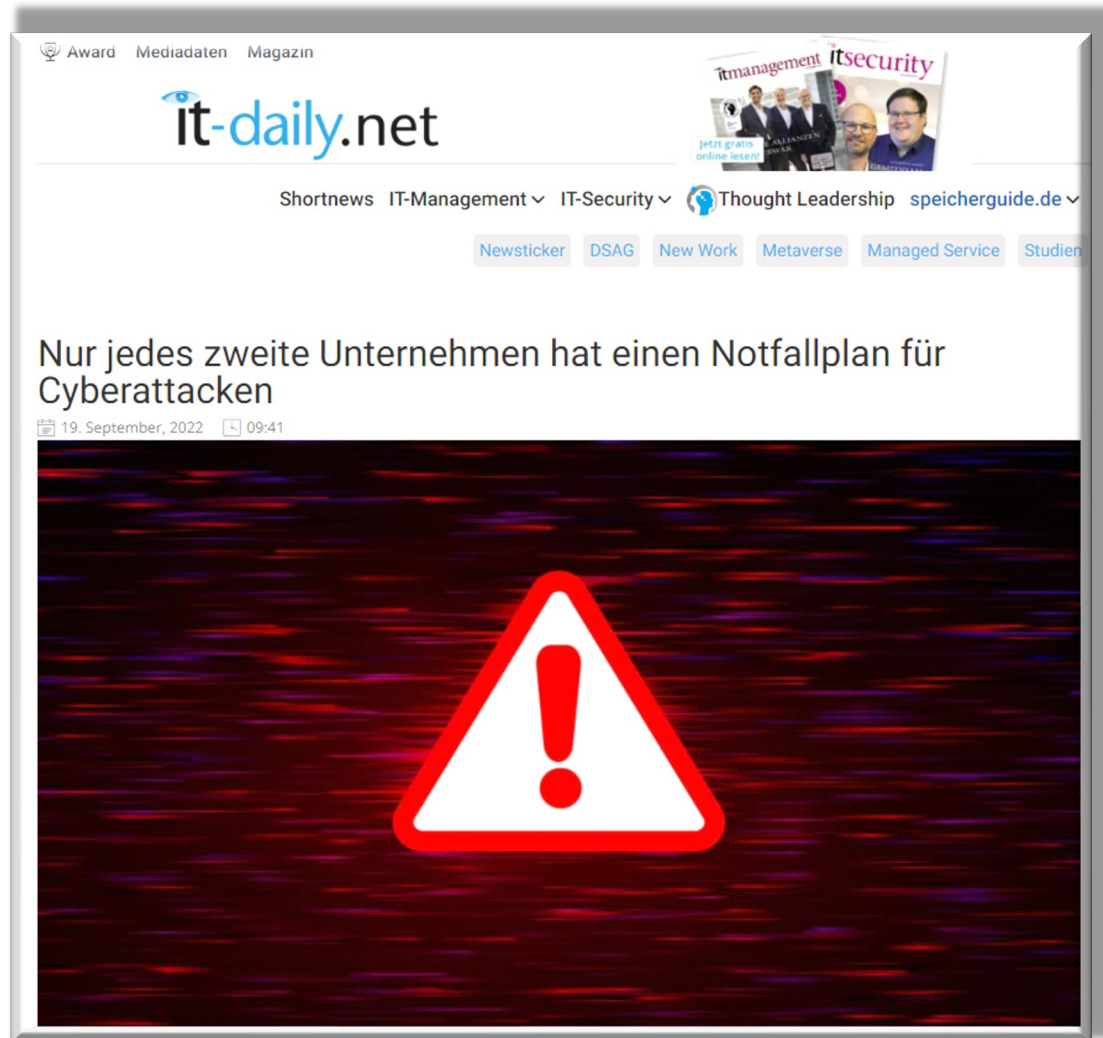 Award Mediadaten Magazin
itmanagement itsecurity
Jetzt gratis
online lesen!
it-daily.net
Shortnews IT-Management IT-Security Thought Leadership speicherguide.de
Newsticker DSAG New Work Metaverse Managed Service Studien
Nur jedes zweite Unternehmen hat einen Notfallplan für
Cyberattacken
19. September, 2022 09:41